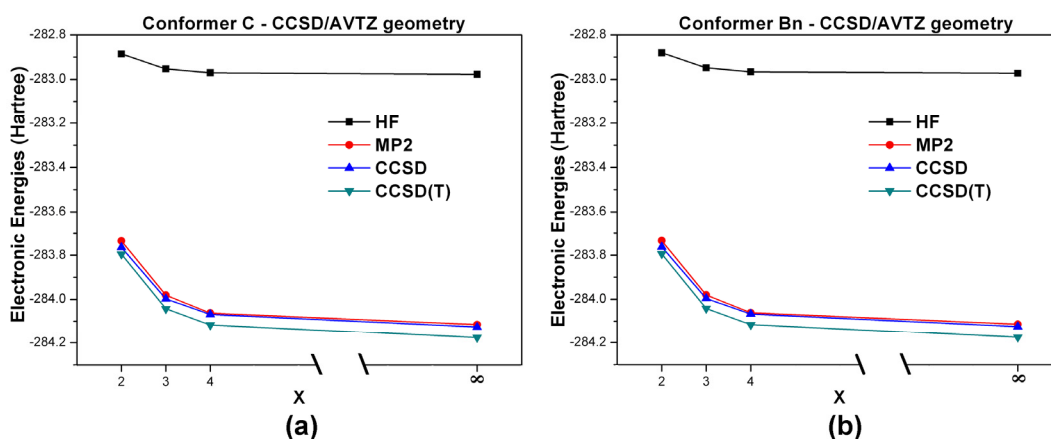 Conformer C - CCSD/AVTZ geometry
Electronic Energies (Hartree)
-282.8
-283.0
-283.2
-283.4
-283.6
-283.8
-284.0
-284.2
HF
MP2
CCSD
CCSD(T)
2 3 4 ∞
X
(a)
Conformer Bn - CCSD/AVTZ geometry
Electronic Energies (Hartree)
-282.8
-283.0
-283.2
-283.4
-283.6
-283.8
-284.0
-284.2
HF
MP2
CCSD
CCSD(T)
2 3 4 ∞
X
(b)